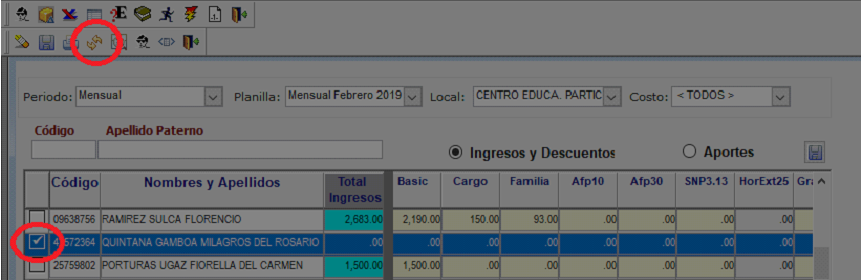 Periodo: Mensual Planilla: Mensual Febrero 2019 Local: CENTRO EDUCA. PARTIC Costo: < TODOS >
Código Apellido Paterno
Ingresos y Descuentos Aportes
Código Nombres y Apellidos Total Ingresos Basic Cargo Familia Afp10 Afp30 SNP3.13 HorExt25 Gra
09638756 RAMIREZ SULCA FLORENCIO 2,683.00 2,190.00 150.00 93.00 .00 .00 .00 .00
572364 QUINTANA GAMBOA MILAGROS DEL ROSARIO .00 .00 .00 .00 .00 .00 .00 .00
25759802 PORTURAS UGAZ FIORELLA DEL CARMEN 1,500.00 1,500.00 .00 .00 .00 .00 .00 .00